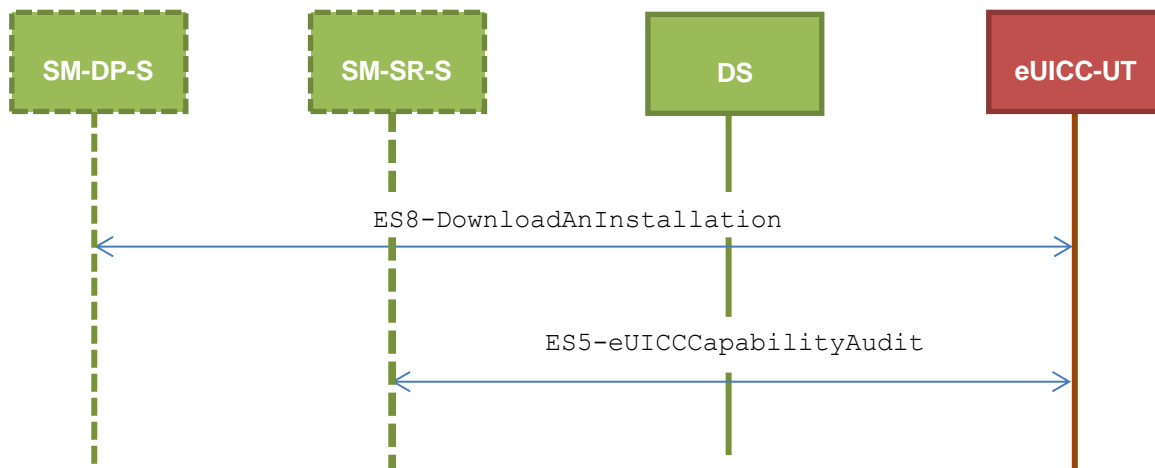 SM-DP-S
SM-SR-S
DS
eUICC-UT
ES8-DownloadAnInstallation
ES5-eUICCCapabilityAudit